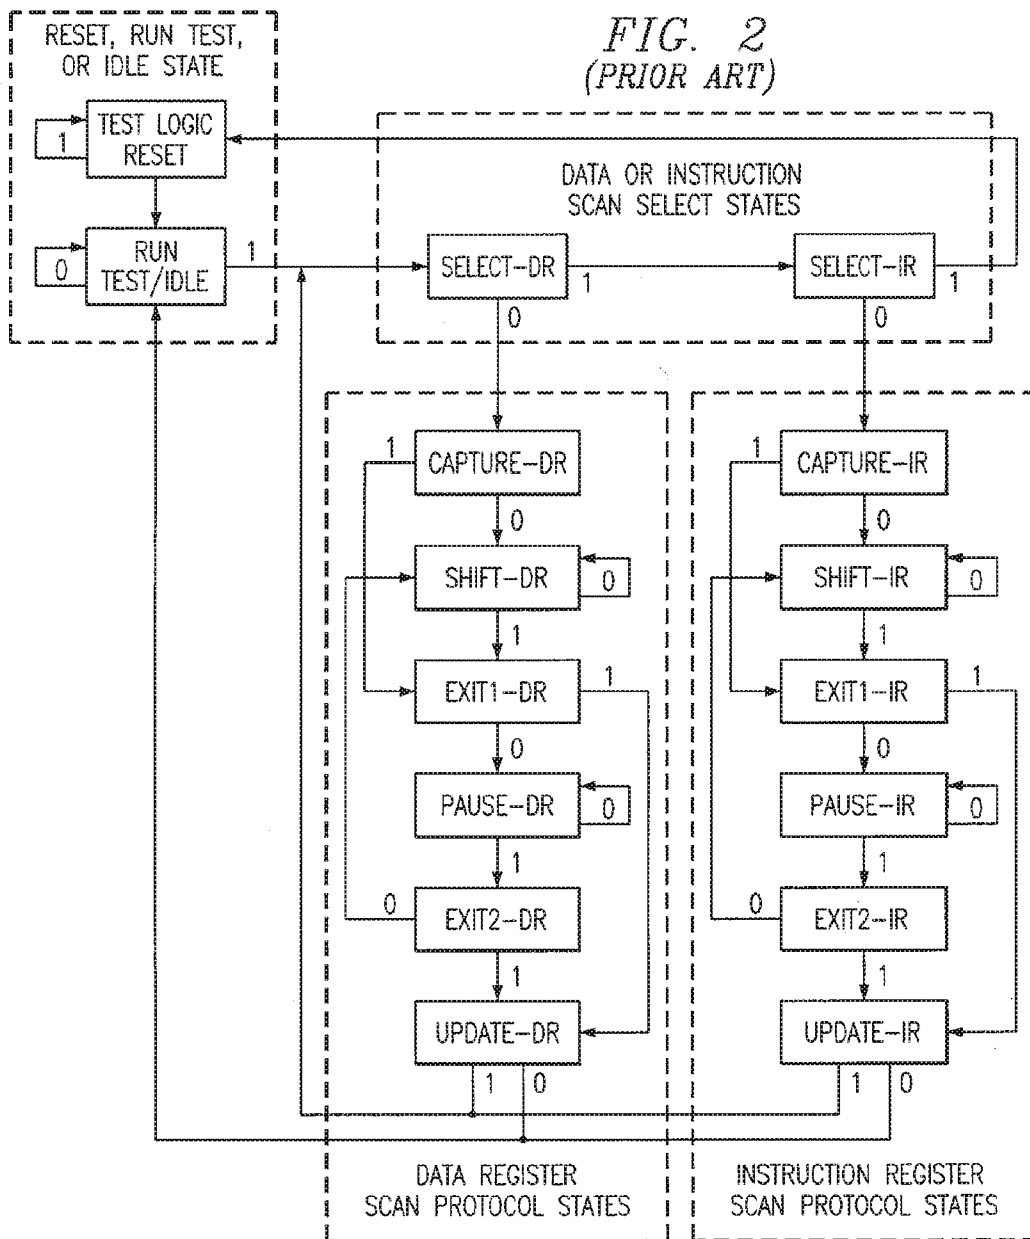 FIG. 2
(PRIOR ART)
RESET, RUN TEST,
OR IDLE STATE
TEST LOGIC
RESET
1
RUN
TEST/IDLE
0
1
DATA OR INSTRUCTION
SCAN SELECT STATES
SELECT-DR
1
0
SELECT-IR
1
0
1
CAPTURE-DR
0
SHIFT-DR
0
1
EXIT1-DR
1
0
PAUSE-DR
0
1
0
EXIT2-DR
1
UPDATE-DR
1
0
DATA REGISTER
SCAN PROTOCOL STATES
1
CAPTURE-IR
0
SHIFT-IR
0
1
EXIT1-IR
1
0
PAUSE-IR
0
1
0
EXIT2-IR
1
UPDATE-IR
1
0
INSTRUCTION REGISTER
SCAN PROTOCOL STATES